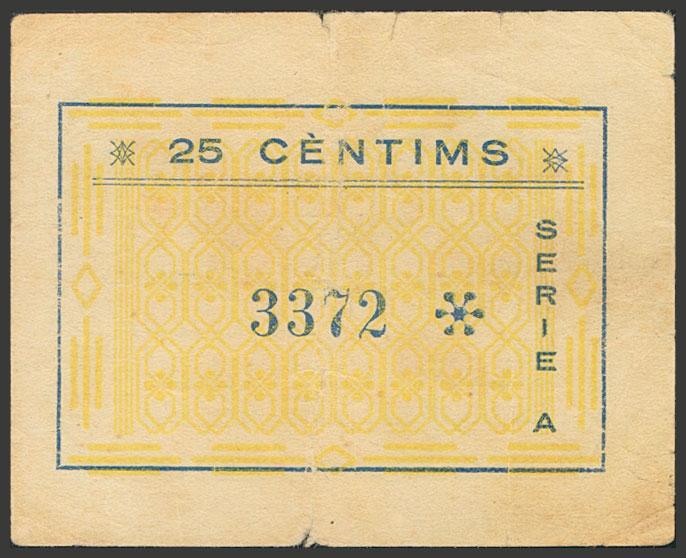 25 CÈNTIMS
3372
SERIE A